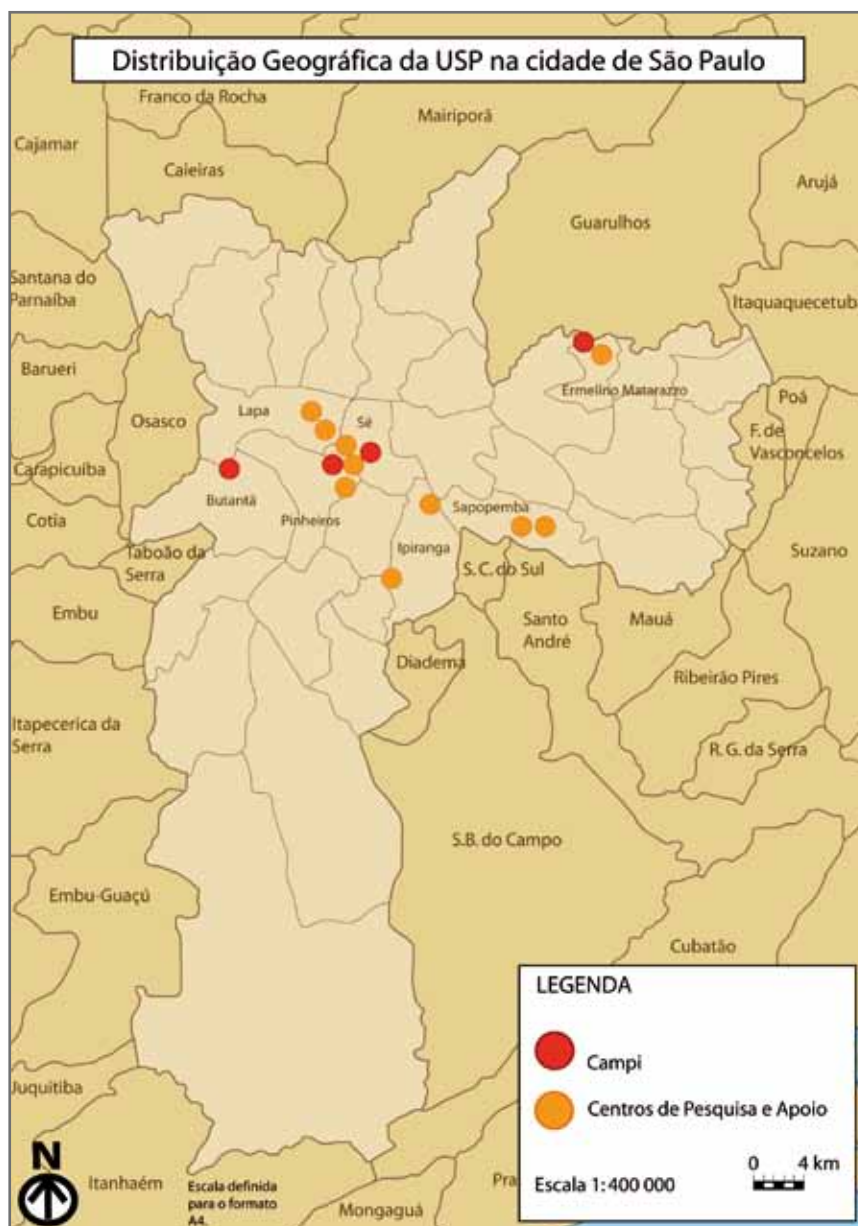 Distribuição Geográfica da USP na cidade de São Paulo
Franco da Rocha
Mairiporã
Cajamar
Caieiras
Arujá
Guarulhos
Santana do
Parnaíba
Itaquaquecetub
Barueri
Ermelino Matarazzo
Poá
Osasco
Lapa
Sé
F. de
Vasconcelos
Carapicuíba
Butantã
Pinheiros
Sapopemba
Cotia
Suzano
Taboão da
Serra
Ipiranga
S. C. do Sul
Embu
Santo
André
Mauá
Diadema
Ribeirão Pires
Itapecerica da
Serra
R. G. da Serra
S.B. do Campo
Embu-Guaçú
Cubatão
LEGENDA
Campi
Centros de Pesquisa e Apoio
Juquitiba
0 4 km
Escala 1:400 000
N
Itanhaém
Escala definida
para o formato
A4.
Mongaguá
Pra